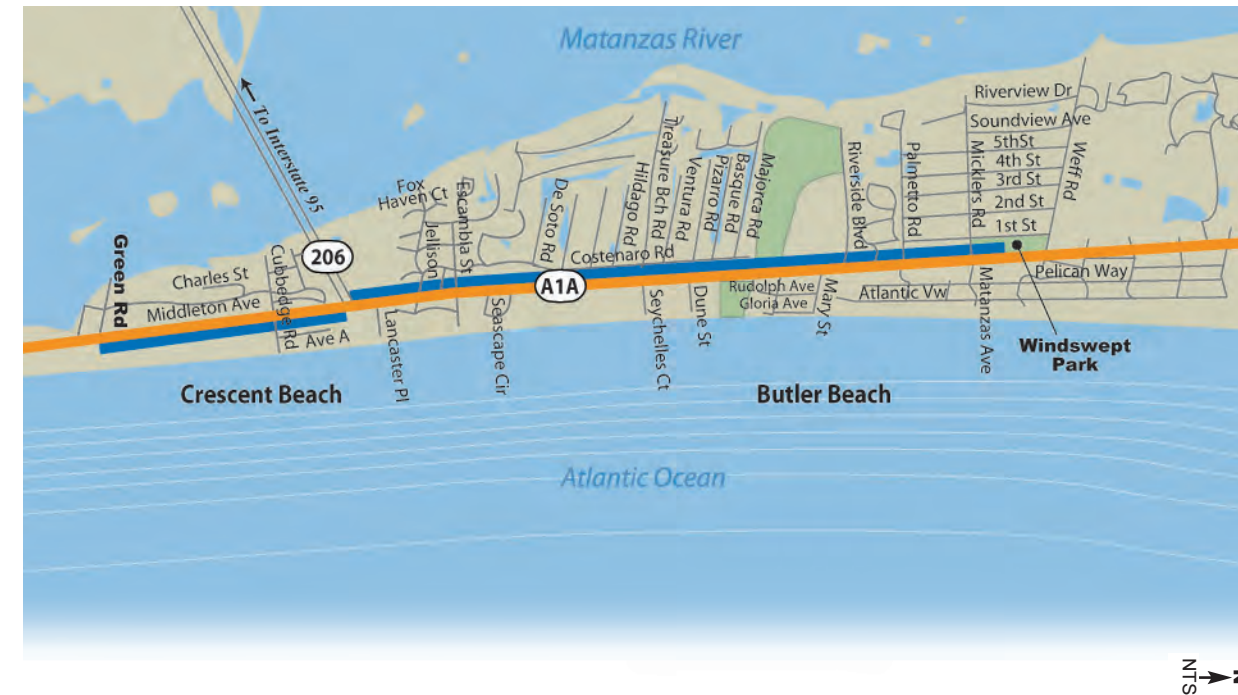 Matanzas River
To Interstate 95
Riverview Dr
Soundview Ave
5thSt
4th St
3rd St
2nd St
1st St
Weff Rd
Micklers Rd
Palmetto Rd
Riverside Blvd
Majorca Rd
Basque Rd
Pizarro Rd
Ventura Rd
Treasure Bch Rd
Hildago Rd
De Soto Rd
Costenaro Rd
Fox
Haven Ct
Escambla St
Jellison
206
Cubbedge Rd
Green Rd
Charles St
Middleton Ave
Ave A
A1A
Lancaster Pl
Seascape Cir
Seychelles Ct
Dune St
Rudolph Ave
Gloria Ave
Mary St
Atlantic Vw
Pelican Way
Matanzas Ave
Windswept
Park
Crescent Beach
Butler Beach
Atlantic Ocean
NTS